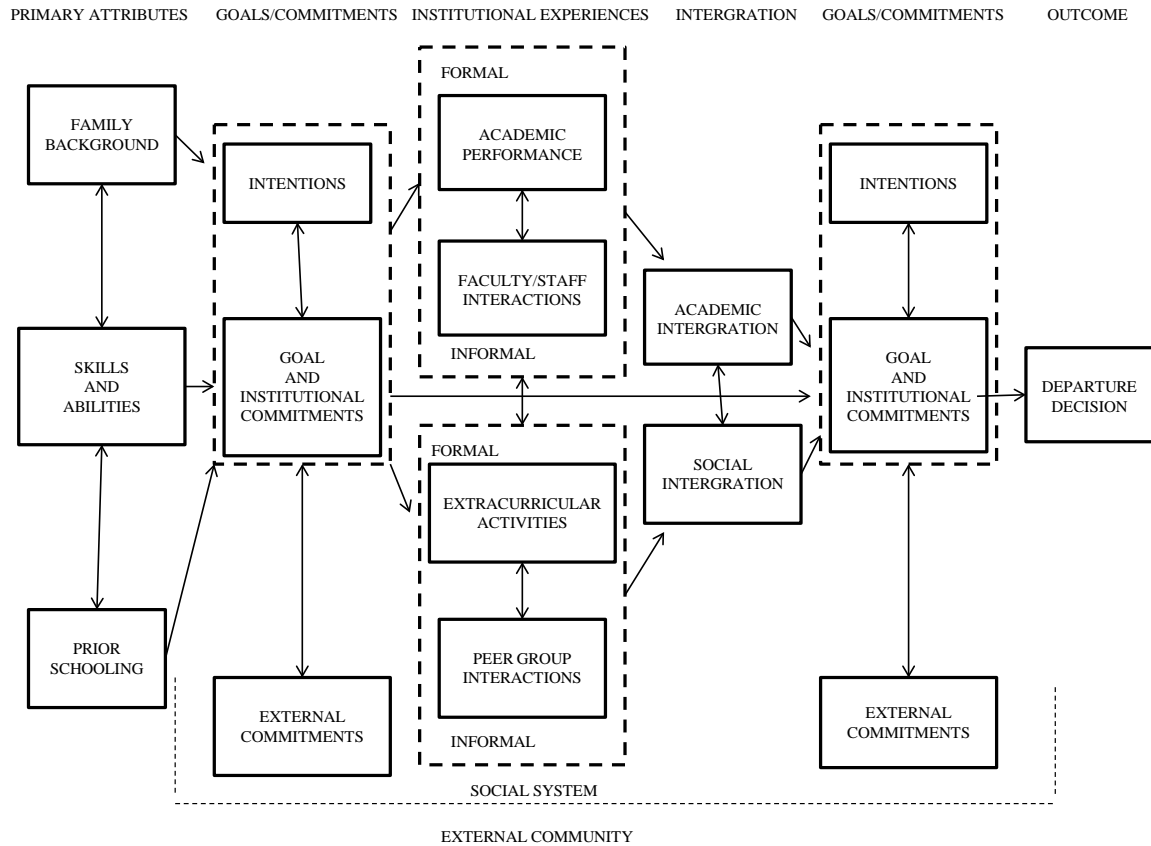 PRIMARY ATTRIBUTES
GOALS/COMMITMENTS
INSTITUTIONAL EXPERIENCES
INTERGRATION
GOALS/COMMITMENTS
OUTCOME
FAMILY
BACKGROUND
SKILLS
AND
ABILITIES
PRIOR
SCHOOLING
INTENTIONS
GOAL
AND
INSTITUTIONAL
COMMITMENTS
EXTERNAL
COMMITMENTS
FORMAL
ACADEMIC
PERFORMANCE
FACULTY/STAFF
INTERACTIONS
INFORMAL
FORMAL
EXTRACURRICULAR
ACTIVITIES
PEER GROUP
INTERACTIONS
INFORMAL
ACADEMIC
INTERGRATION
SOCIAL
INTERGRATION
INTENTIONS
GOAL
AND
INSTITUTIONAL
COMMITMENTS
EXTERNAL
COMMITMENTS
DEPARTURE
DECISION
SOCIAL SYSTEM
EXTERNAL COMMUNITY